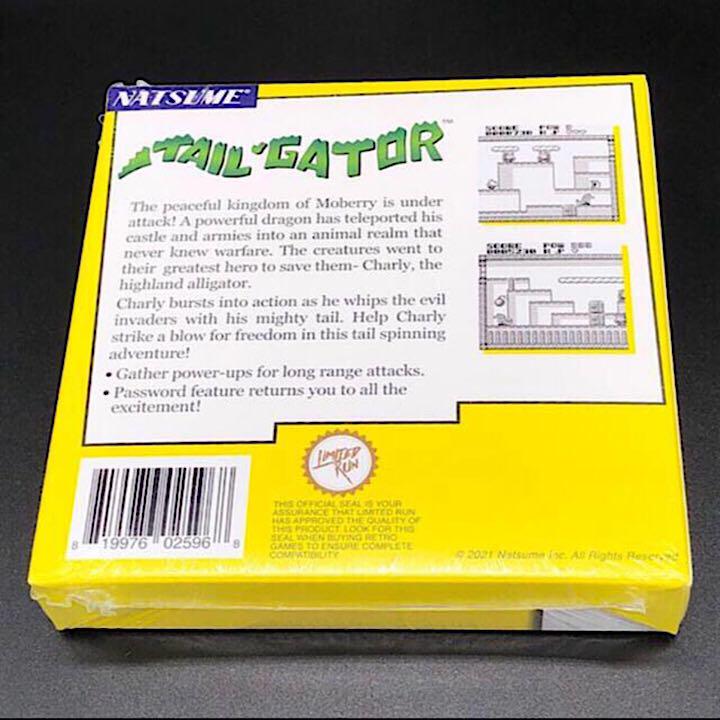 NATSUME®
TAIL'GATOR™
The peaceful kingdom of Moberry is under
attack! A powerful dragon has teleported his
castle and armies into an animal realm that
never knew warfare. The creatures went to
their greatest hero to save them- Charly, the
highland alligator.
Charly bursts into action as he whips the evil
invaders with his mighty tail. Help Charly
strike a blow for freedom in this tail spinning
adventure!
• Gather power-ups for long range attacks.
• Password feature returns you to all the
excitement!
SCORE POW
SCORE POW
LIMITED
RUN
THIS OFFICIAL SEAL IS YOUR
ASSURANCE THAT LIMITED RUN
HAS APPROVED THE QUALITY OF
THIS PRODUCT. LOOK FOR THIS
SEAL WHEN BUYING RETRO
GAMES TO ENSURE COMPLETE
COMPATIBILITY
8 19976 02596 8
© 2021 Natsume Inc. All Rights Reserved